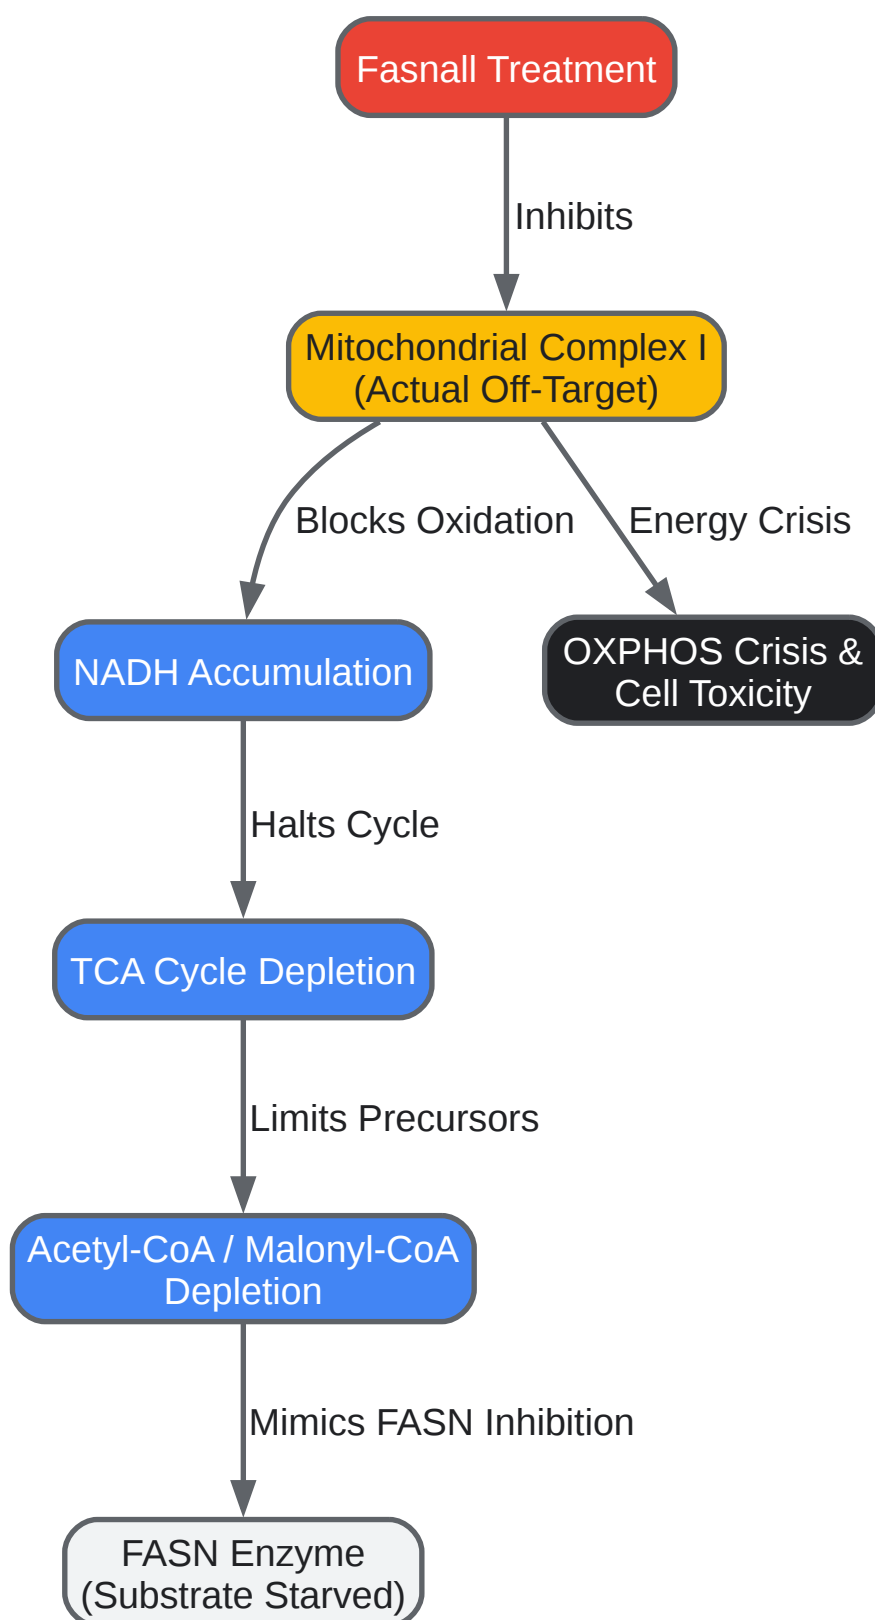 Fasnall Treatment
Inhibits
Mitochondrial Complex I
(Actual Off-Target)
Blocks Oxidation
Energy Crisis
NADH Accumulation
OXPHOS Crisis &
Cell Toxicity
Halts Cycle
TCA Cycle Depletion
Limits Precursors
Acetyl-CoA / Malonyl-CoA
Depletion
Mimics FASN Inhibition
FASN Enzyme
(Substrate Starved)